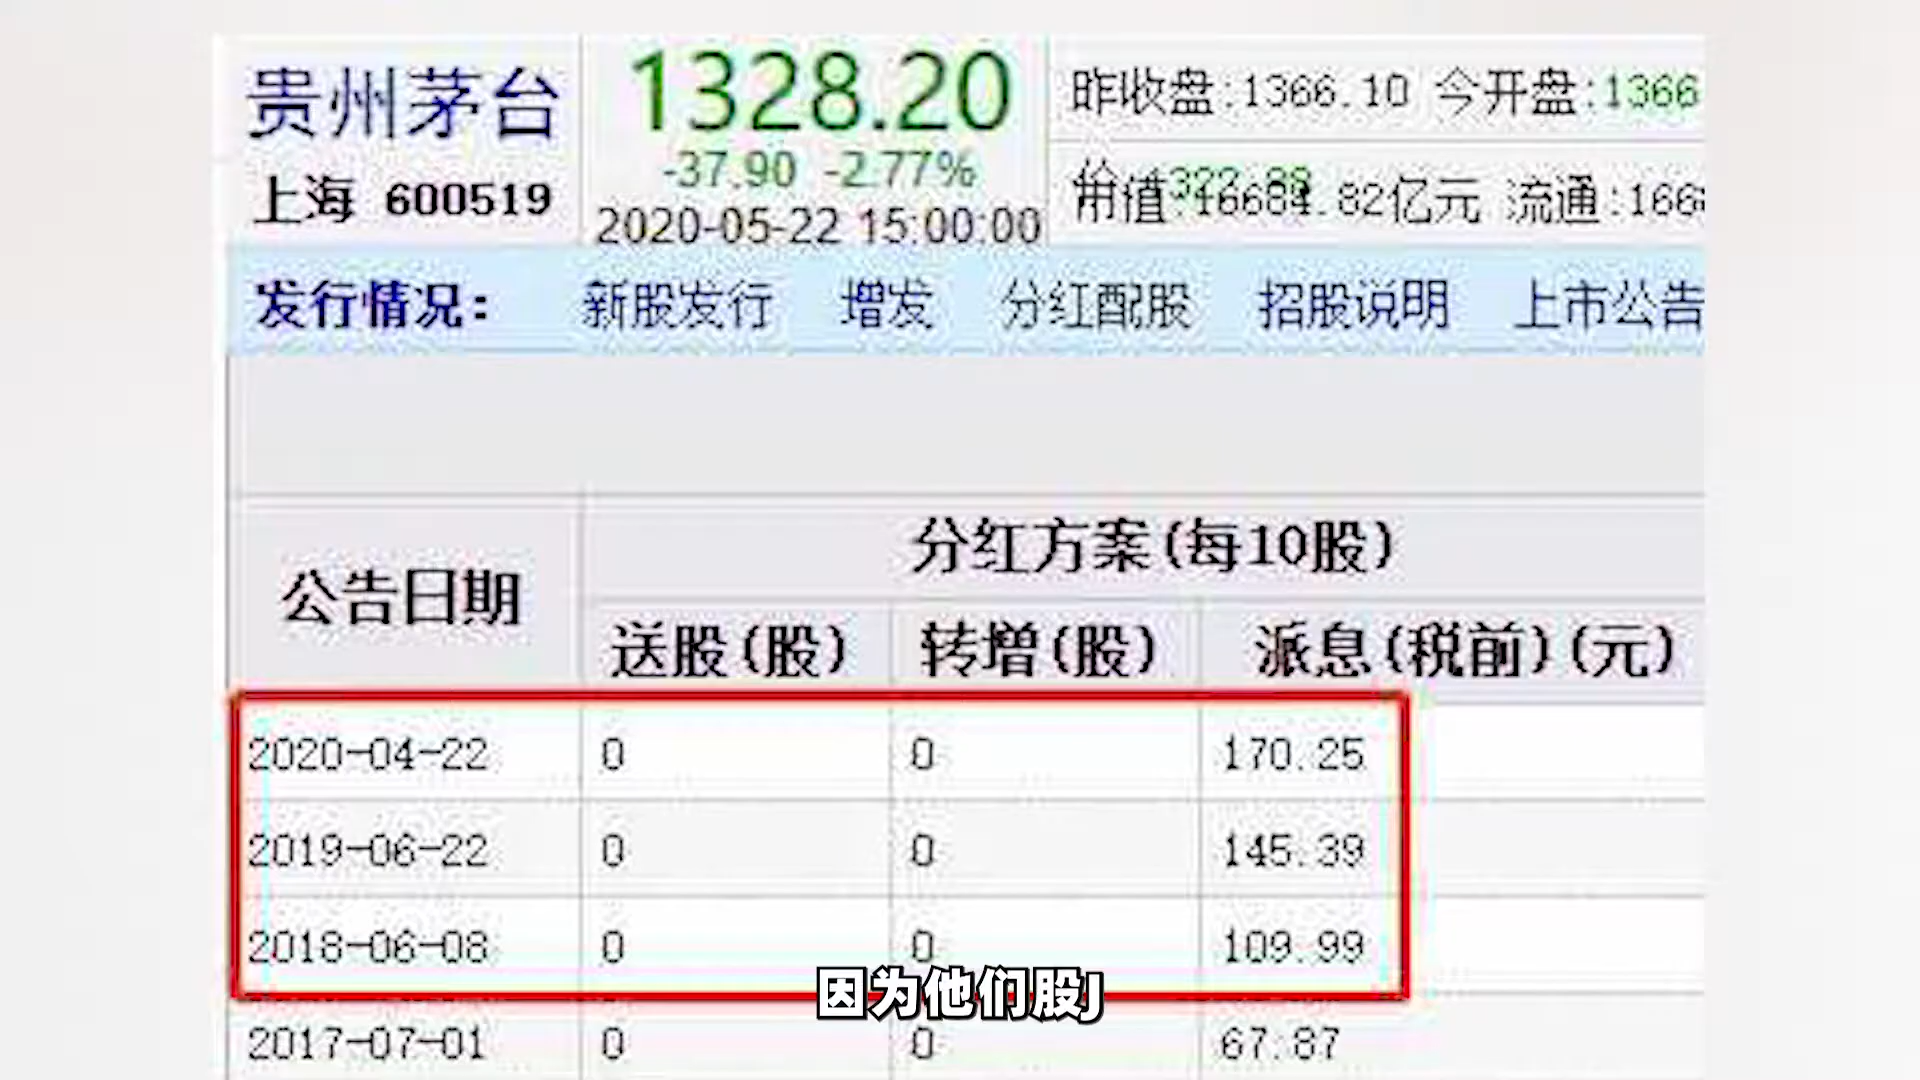 贵州茅台
上海 600519
1328.20
-37.90 -2.77%
2020-05-22 15:00:00
昨收盘:1366.10 今开盘:1366
市值:16684.82亿元 流通:166
发行情况: 新股发行 增发 分红配股 招股说明 上市公告
公告日期 分红方案(每10股)
送股(股) 转增(股) 派息(税前)(元)
2020-04-22 0 0 170.25
2019-06-22 0 0 145.39
2018-06-08 0 0 109.99
因为他们股J
2017-07-01 0 0 67.87